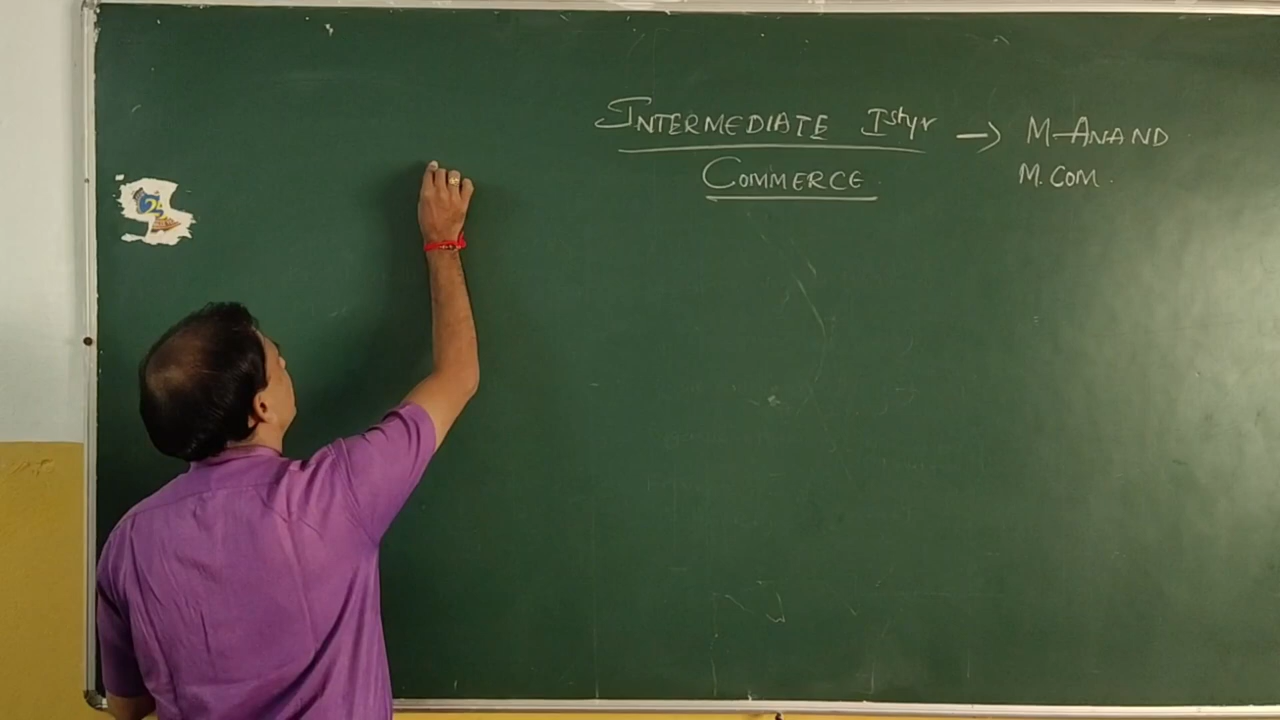 INTERMEDIATE Ist yr → M ANAND
COMMERCE M.COM.